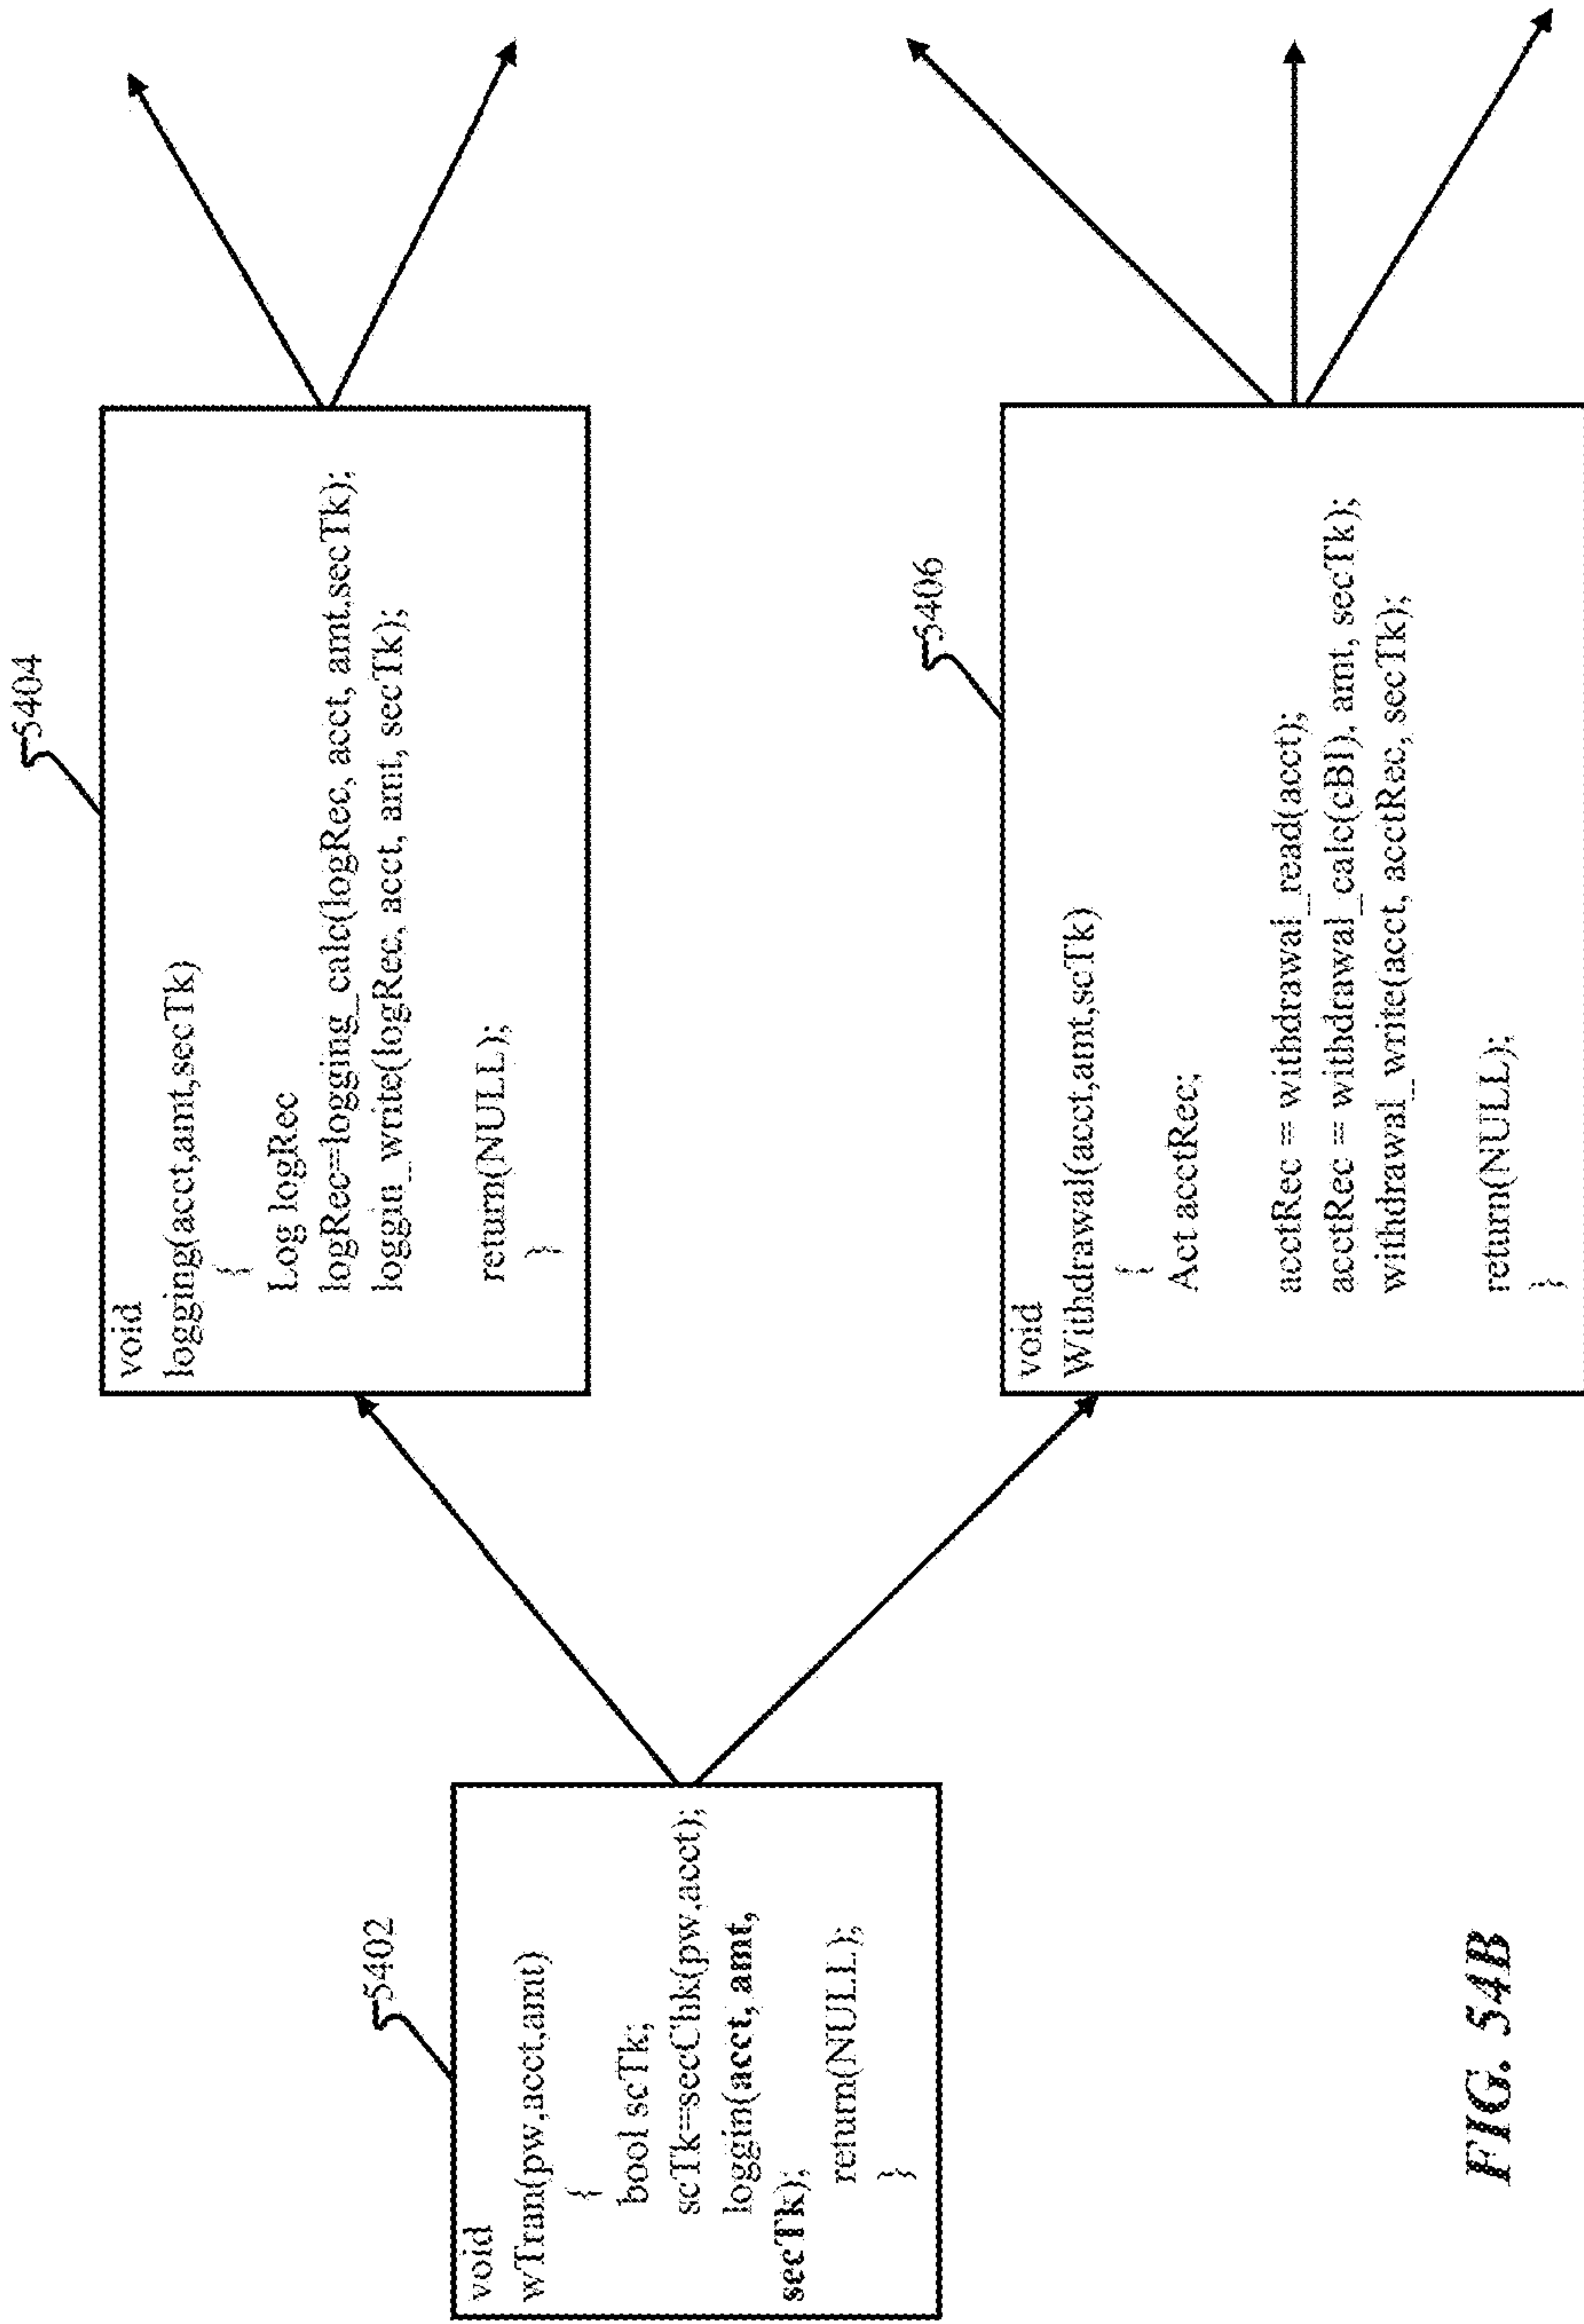 5402
void
wTran(pw,acct,amt)
{
bool scTk;
scTk=secChk(pw,acct);
loggin(acct, amt,
secTk);
return(NULL);
}
5404
void
logging(acct,amt,secTk)
{
Log logRec
logRec=logging_calc(logRec, acct, amt,secTk);
loggin_write(logRec, acct, amt, secTk);
return(NULL);
}
5406
void
Withdrawal(acct,amt,scTk)
{
Act acctRec;
acctRec = withdrawal_read(acct);
acctRec = withdrawal_calc(cBl), amt, secTk);
withdrawal_write(acct, acctRec, secTk);
return(NULL);
}
FIG. 54B